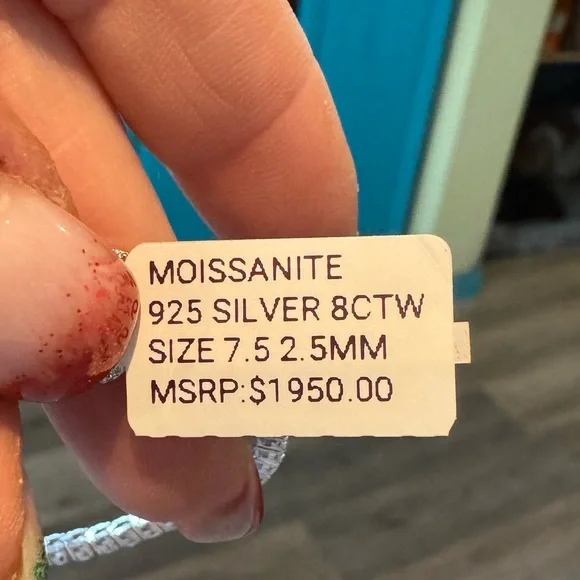 MOISSANITE
925 SILVER 8CTW
SIZE 7.5 2.5MM
MSRP:$1950.00